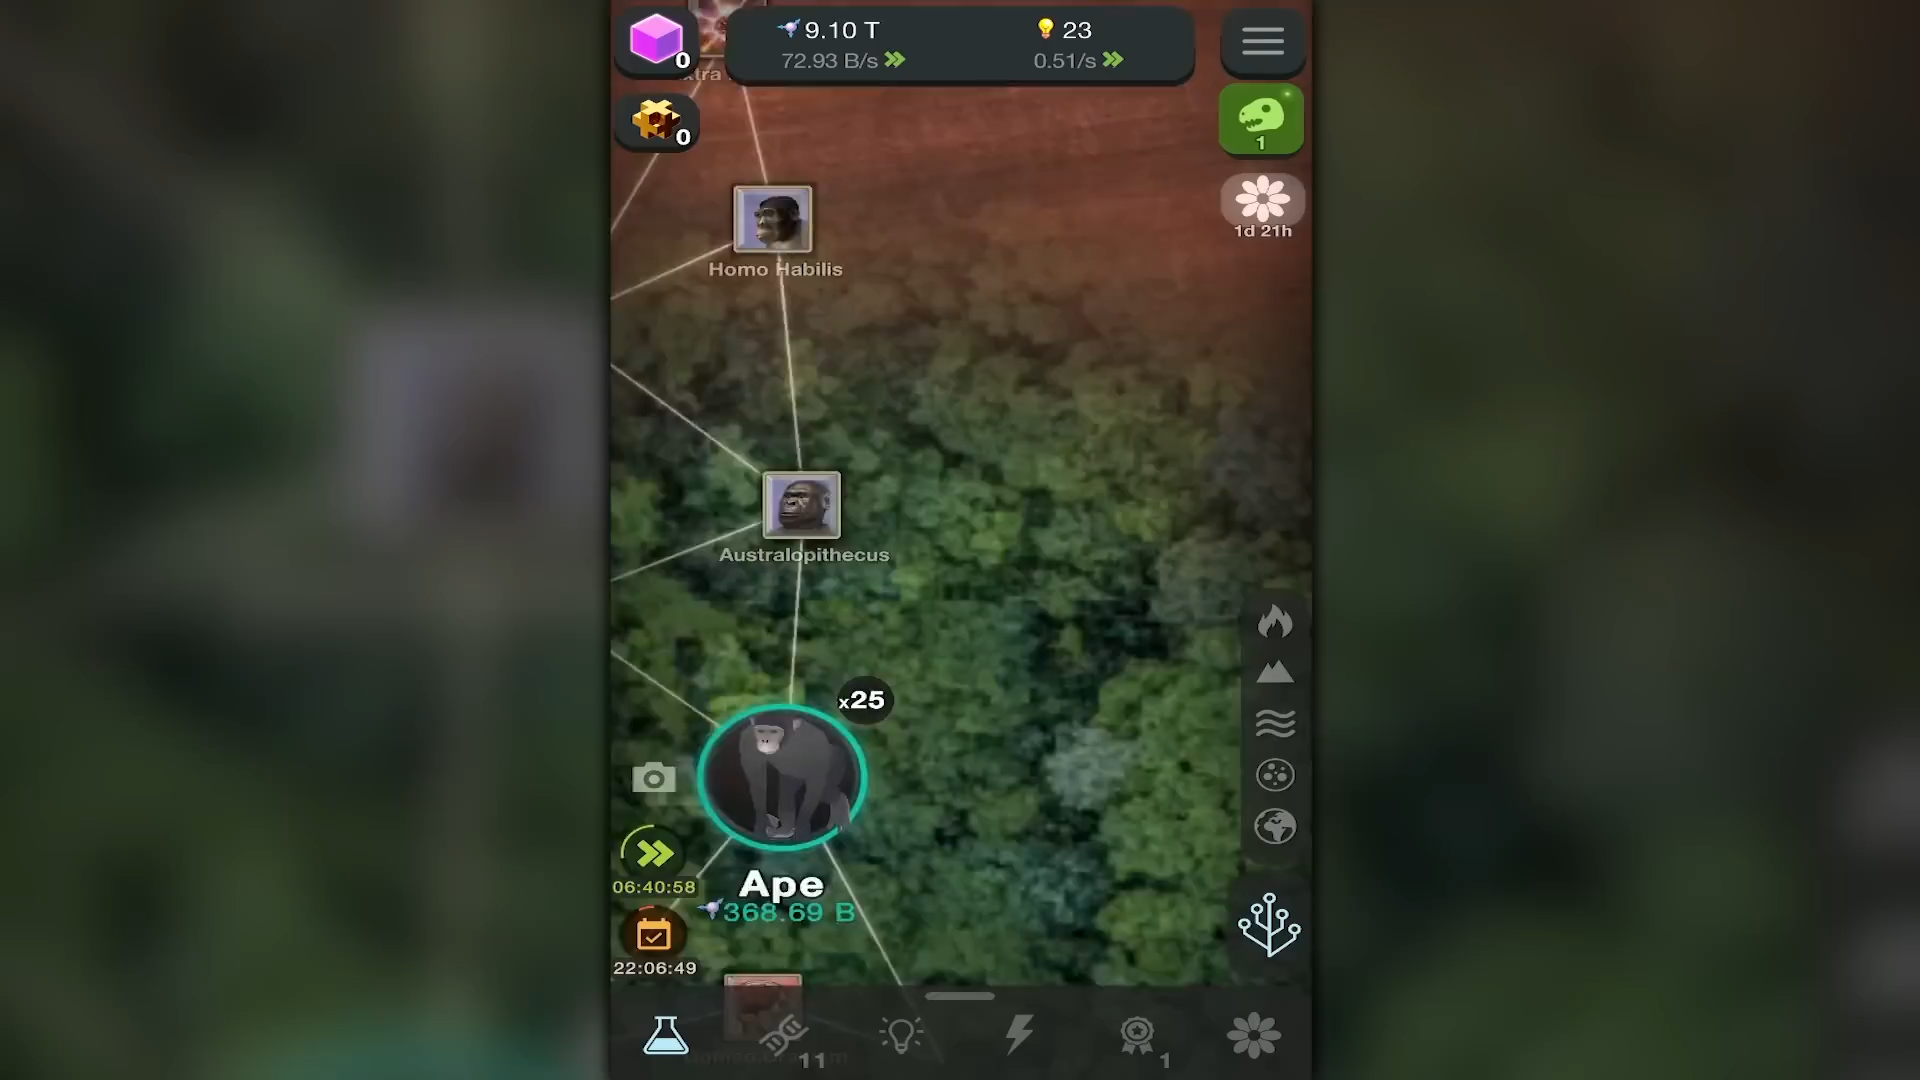 0
9.10 T
23
72.93 B/s
0.51/s
xtra
0
1
1d 21h
Homo Habilis
Australopithecus
x25
06:40:58
Ape
368.69 B
22:06:49
11
1